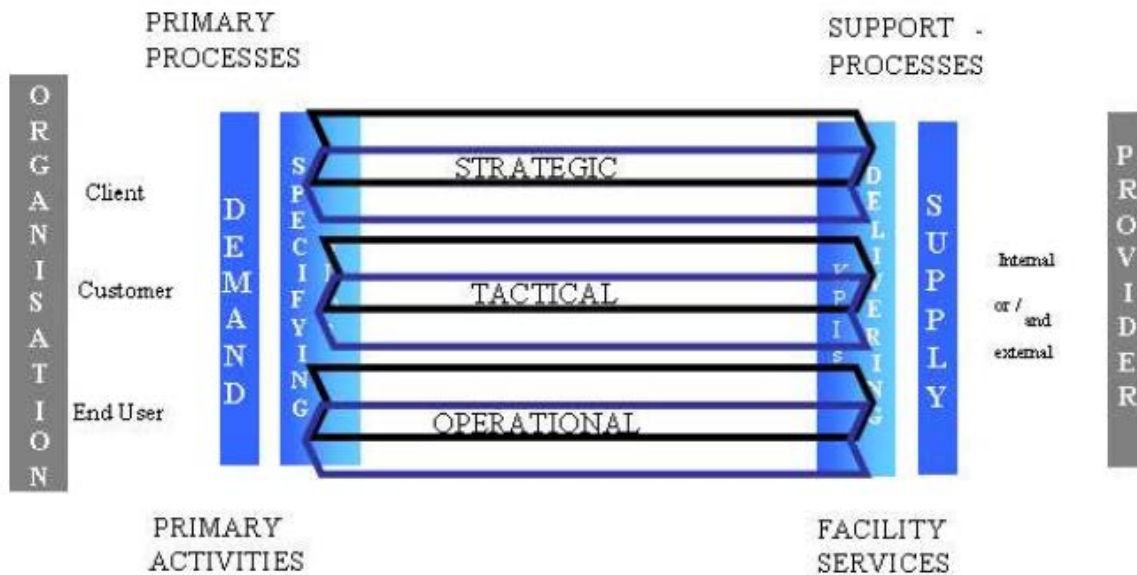 PRIMARY
PROCESSES
SUPPORT -
PROCESSES
ORGANISATION
Client
Customer
End User
DEMAND
SPECIFYING
STRATEGIC
TACTICAL
OPERATIONAL
KPIs
DELIVERING
SUPPLY
Internal
or /
and
external
PROVIDER
PRIMARY
ACTIVITIES
FACILITY
SERVICES